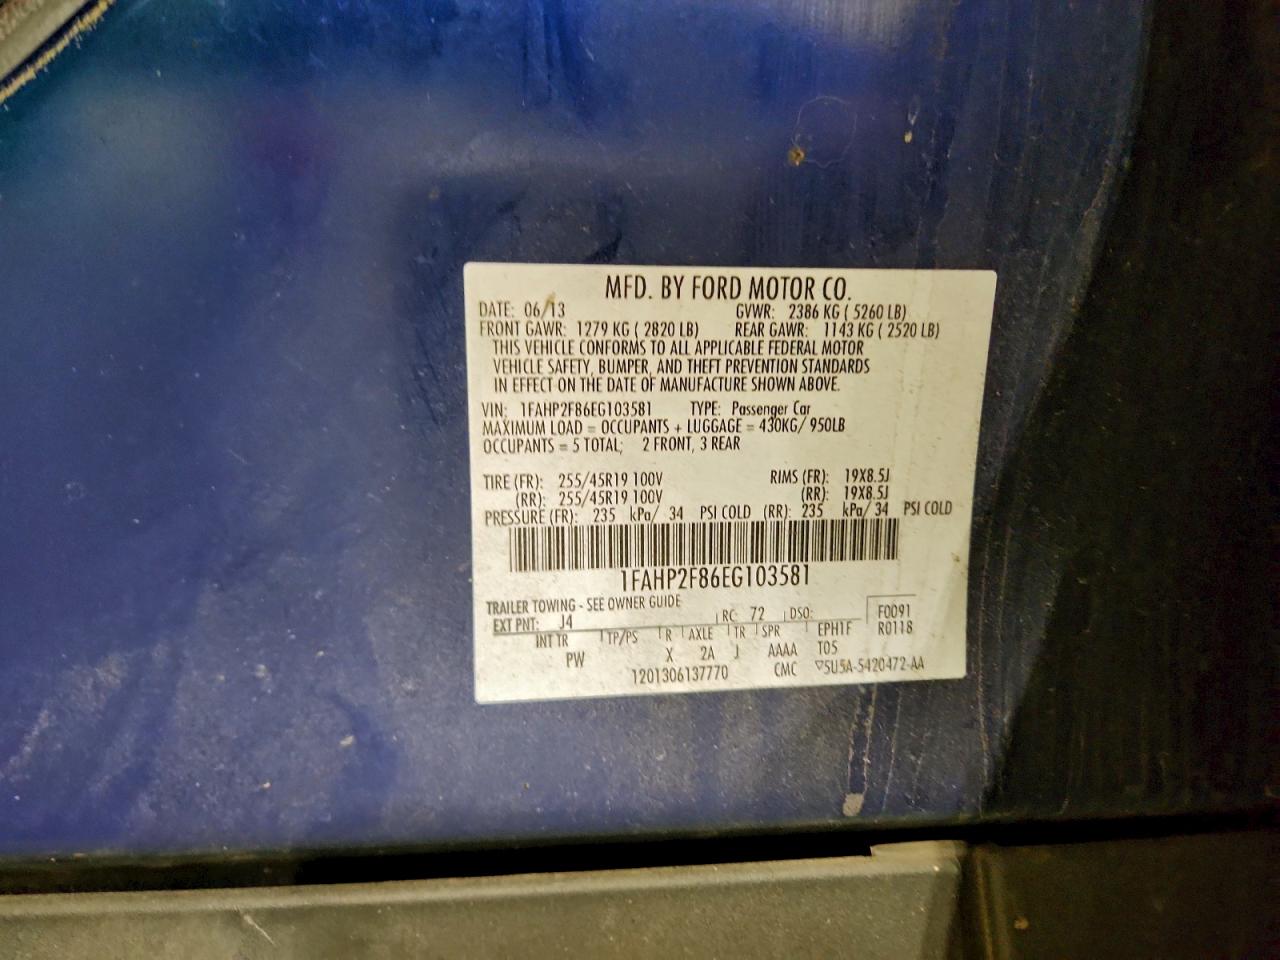 MFD. BY FORD MOTOR CO.
DATE: 06/13 GVWR: 2386 KG ( 5260 LB)
FRONT GAWR: 1279 KG ( 2820 LB) REAR GAWR: 1143 KG ( 2520 LB)
THIS VEHICLE CONFORMS TO ALL APPLICABLE FEDERAL MOTOR
VEHICLE SAFETY, BUMPER, AND THEFT PREVENTION STANDARDS
IN EFFECT ON THE DATE OF MANUFACTURE SHOWN ABOVE.
VIN: 1FAHP2F86EG103581 TYPE: Passenger Car
MAXIMUM LOAD = OCCUPANTS + LUGGAGE = 430KG/ 950LB
OCCUPANTS = 5 TOTAL; 2 FRONT, 3 REAR
TIRE (FR): 255/45R19 100V RIMS (FR): 19X8.5J
(RR): 255/45R19 100V (RR): 19X8.5J
PRESSURE (FR): 235 kPa/ 34 PSI COLD (RR): 235 kPa/ 34 PSI COLD
1FAHP2F86EG103581
TRAILER TOWING - SEE OWNER GUIDE
EXT PNT: J4 RC: 72 DSO: F0091
INT TR TP/PS R AXLE TR SPR EPH1F R0118
PW X 2A J AAAA T05
1201306137770 CMC ▽5U5A-5420472-AA